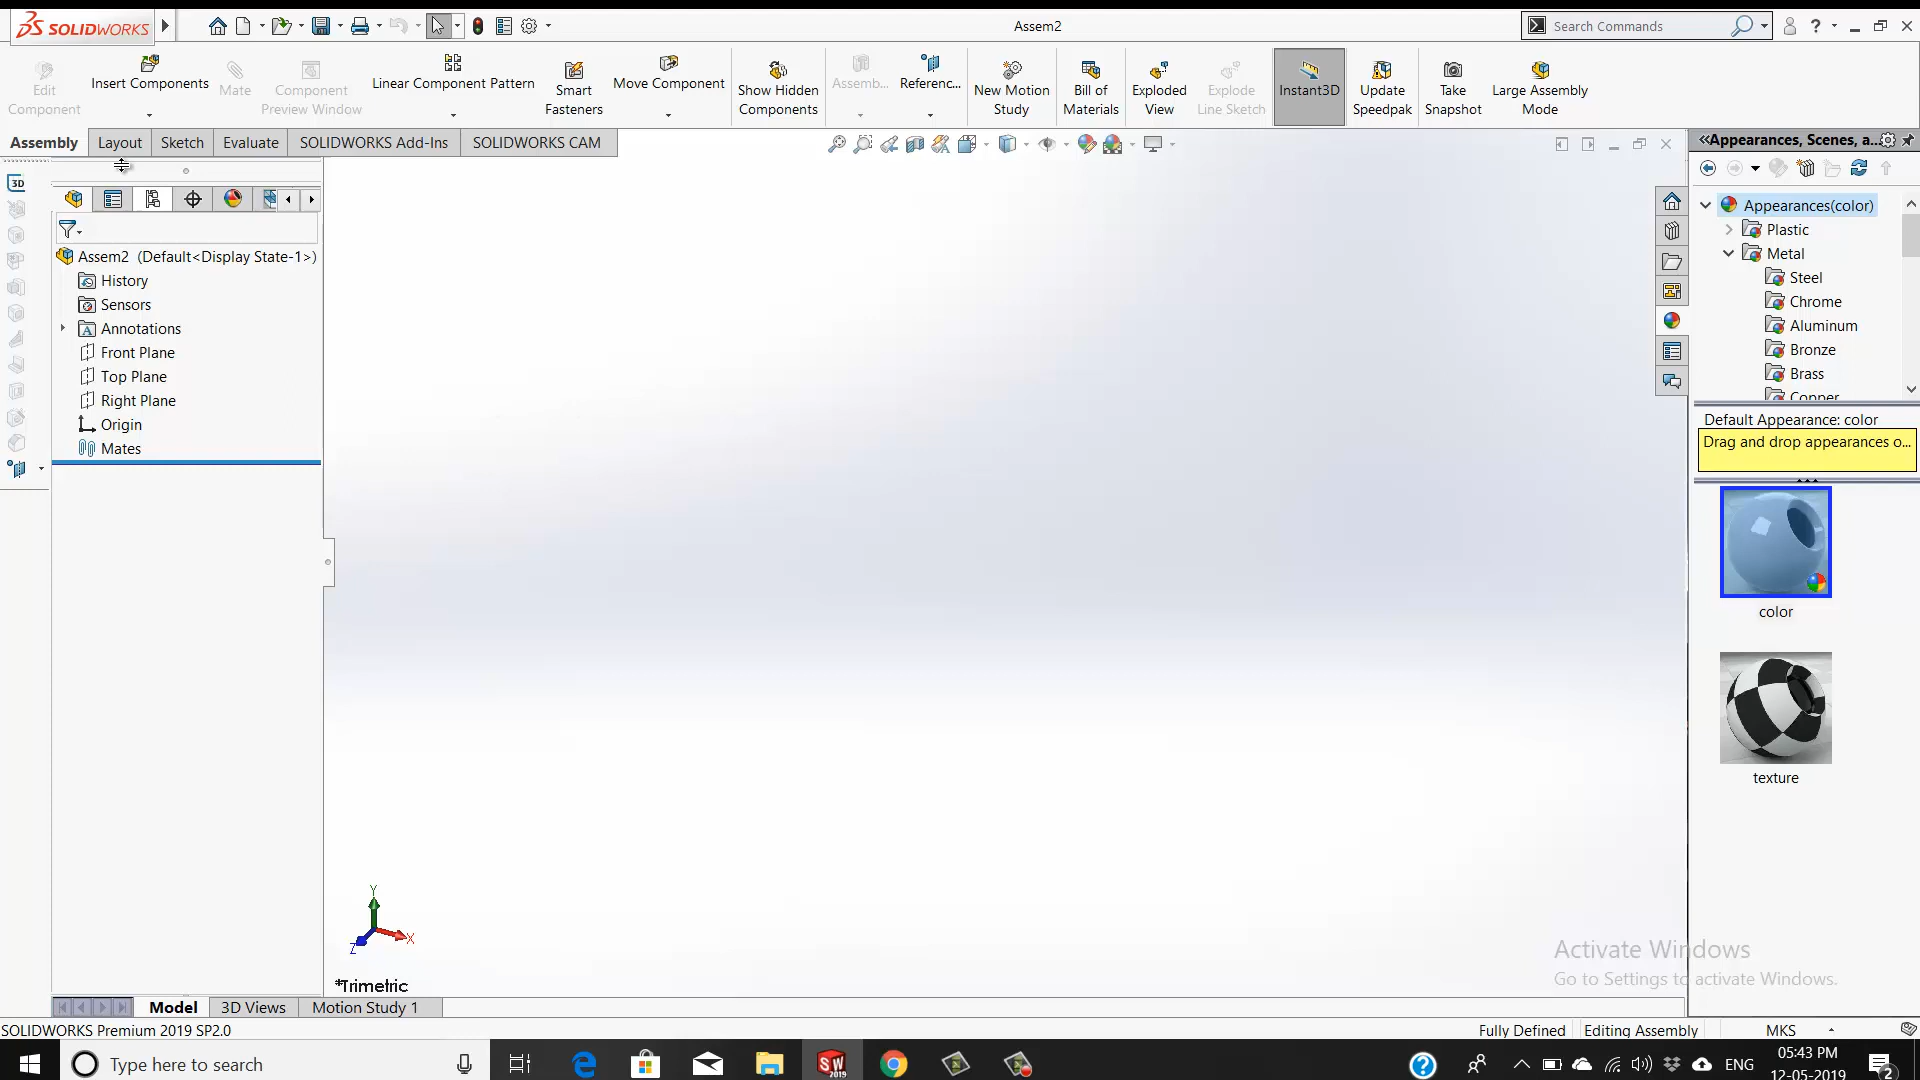 SOLIDWORKS
Assem2
Search Commands
Edit Component
Insert Components
Mate
Component Preview Window
Linear Component Pattern
Smart Fasteners
Move Component
Show Hidden Components
Assemb...
Referenc...
New Motion Study
Bill of Materials
Exploded View
Explode Line Sketch
Instant3D
Update Speedpak
Take Snapshot
Large Assembly Mode
Assembly
Layout
Sketch
Evaluate
SOLIDWORKS Add-Ins
SOLIDWORKS CAM
3D
Assem2 (Default<Display State-1>)
History
Sensors
Annotations
Front Plane
Top Plane
Right Plane
Origin
Mates
Appearances, Scenes, a...
Appearances(color)
Plastic
Metal
Steel
Chrome
Aluminum
Bronze
Brass
Copper
Default Appearance: color
Drag and drop appearances o...
color
texture
Y
X
Z
*Trimetric
Activate Windows
Go to Settings to activate Windows.
Model
3D Views
Motion Study 1
SOLIDWORKS Premium 2019 SP2.0
Fully Defined
Editing Assembly
MKS
Type here to search
SW
2019
ENG
05:43 PM
12-05-2019
2